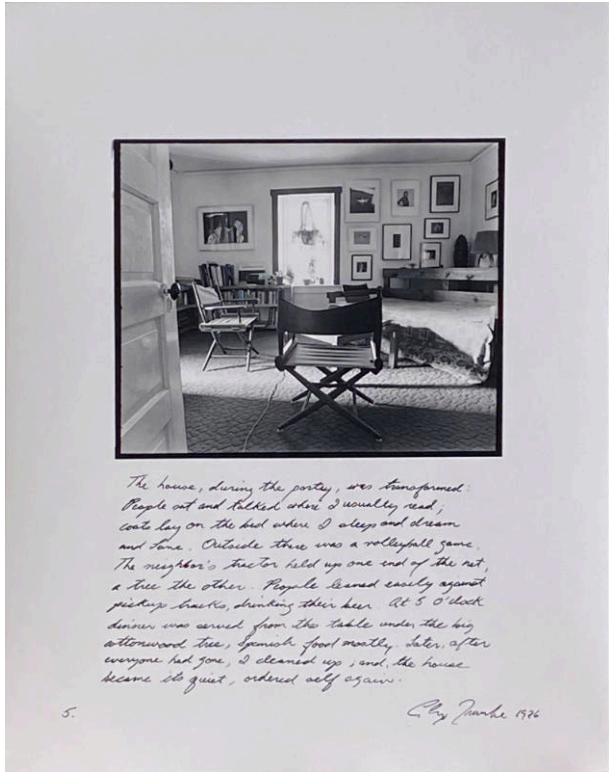 The house, during the party, was transformed:
People sat and talked where I usually read;
coats lay on the bed where I sleep and dream
and love. Outside there was a volleyball game.
The neighbor's tractor held up one end of the net,
a tree the other. People leaned easily against
pickup trucks, drinking their beer. At 5 O'clock
dinner was served from the table under the big
cottonwood tree, Spanish food mostly. Later, after
everyone had gone, I cleaned up; and, the house
became its quiet, ordered self again.
5.
1976